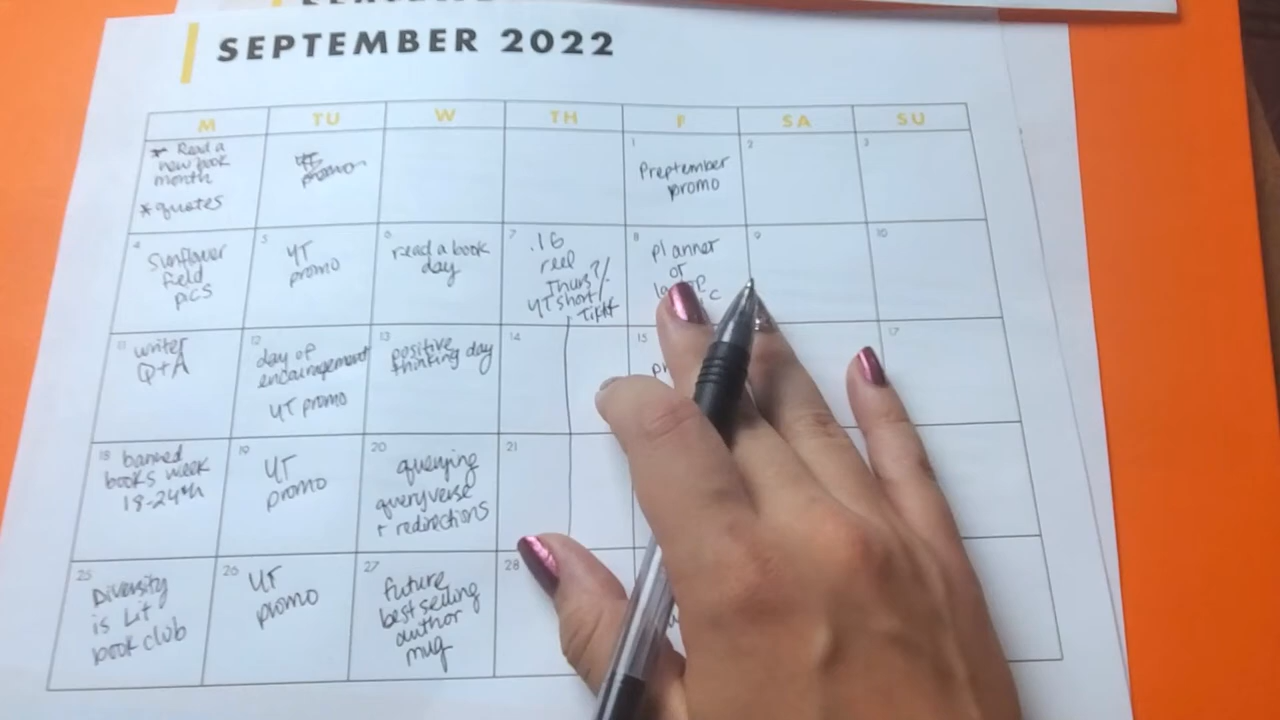 SEPTEMBER 2022
M TU W TH F SA SU
* Read a
new book
month
* quotes
YT
promo
1
Preptember
promo
2
3
4
Sunflower
field
pics
5
YT
promo
6
read a book
day
7
.16
reel
Thurs?/
YT short/
TikTk
8
planner
or
9
10
11
writer
Q+A
12
day of
encouragement
YT promo
13
positive
thinking day
14
15
17
18
banned
books week
18-24th
19
YT
promo
20
querying
queryverse
+ redirections
21
25
Diversity
is Lit
book club
26
YT
promo
27
future
best selling
author
mug
28